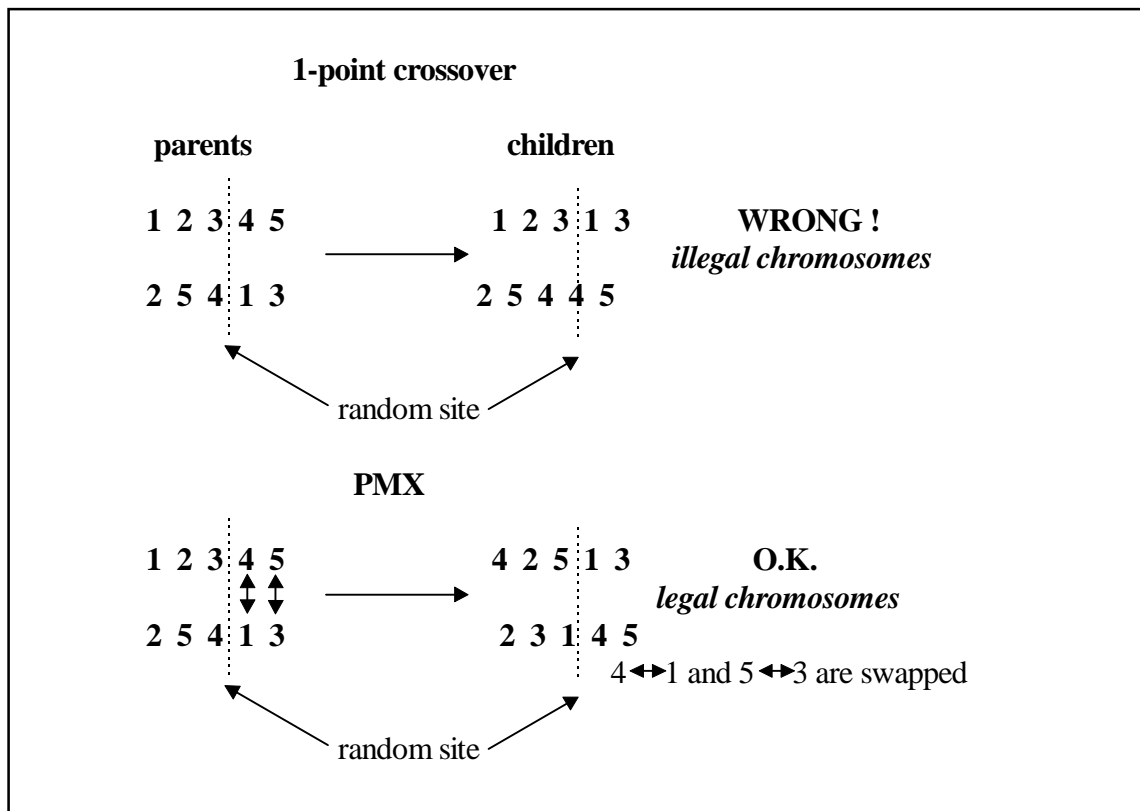 1-point crossover
parents children
1 2 3 4 5 1 2 3 1 3 WRONG !
illegal chromosomes
2 5 4 1 3 2 5 4 4 5
random site
PMX
1 2 3 4 5 4 2 5 1 3 O.K.
legal chromosomes
2 5 4 1 3 2 3 1 4 5
4↔1 and 5↔3 are swapped
random site